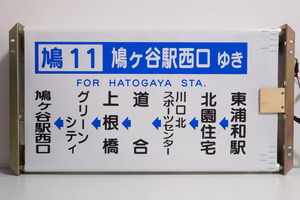 鳩11 鳩ヶ谷駅西口 ゆき
FOR HATOGAYA STA.
東浦和駅
北園住宅
川口北
スポーツセンター
道合
上根橋
グリーン
シティ
鳩ヶ谷駅西口